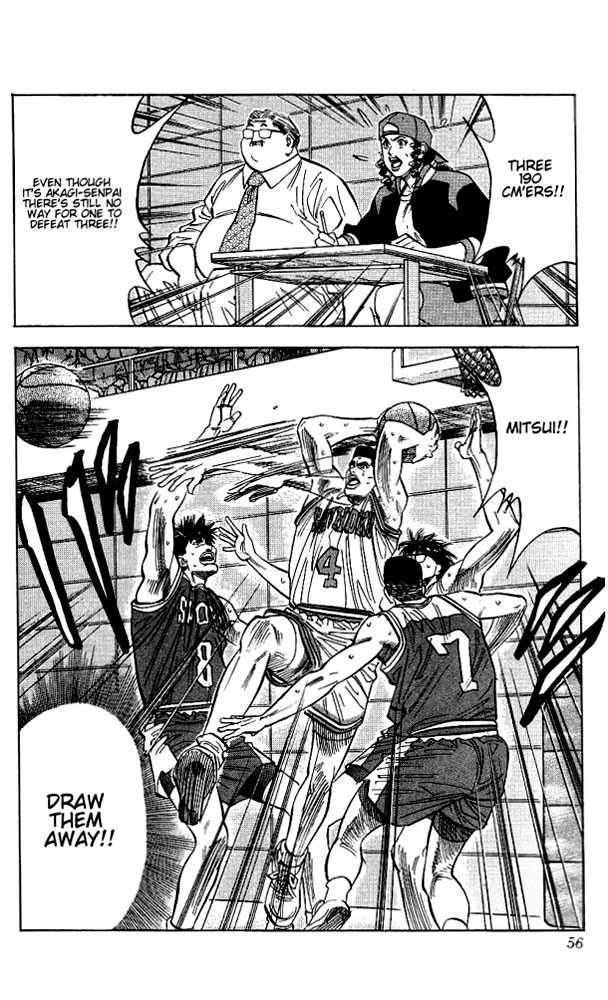 THREE
190
CM'ERS!!
EVEN THOUGH
IT'S AKAGI-SENPAI
THERE'S STILL NO
WAY FOR ONE TO
DEFEAT THREE!!
MITSUI!!
4
8
7
DRAW
THEM
AWAY!!
56